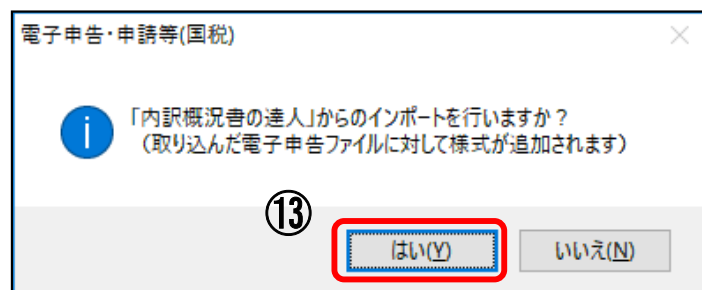 電子申告・申請等(国税)
「内訳概況書の達人」からのインポートを行いますか？
（取り込んだ電子申告ファイルに対して様式が追加されます）
⑬
はい(Y) いいえ(N)